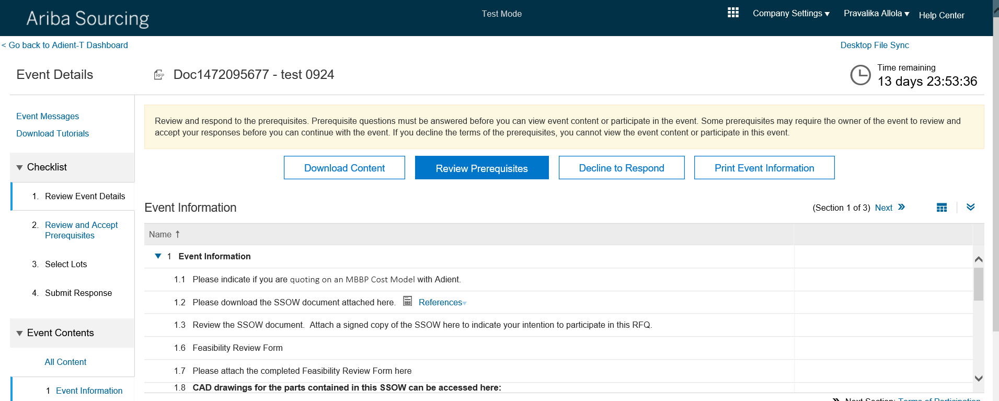 Ariba Sourcing
Test Mode
Company Settings ▾
Pravalika Allola ▾
Help Center
< Go back to Adient-T Dashboard
Desktop File Sync
Event Details
RFP
Doc1472095677 - test 0924
Time remaining
13 days 23:53:36
Event Messages
Download Tutorials
▼ Checklist
1. Review Event Details
2. Review and Accept
Prerequisites
3. Select Lots
4. Submit Response
▼ Event Contents
All Content
1 Event Information
Review and respond to the prerequisites. Prerequisite questions must be answered before you can view event content or participate in the event. Some prerequisites may require the owner of the event to review and
accept your responses before you can continue with the event. If you decline the terms of the prerequisites, you cannot view the event content or participate in this event.
Download Content
Review Prerequisites
Decline to Respond
Print Event Information
Event Information
(Section 1 of 3) Next »
Name ↑
▼ 1 Event Information
1.1 Please indicate if you are quoting on an MBBP Cost Model with Adient.
1.2 Please download the SSOW document attached here. References
1.3 Review the SSOW document. Attach a signed copy of the SSOW here to indicate your intention to participate in this RFQ.
1.6 Feasibility Review Form
1.7 Please attach the completed Feasibility Review Form here
1.8 CAD drawings for the parts contained in this SSOW can be accessed here:
» Next Section: Terms of Participation